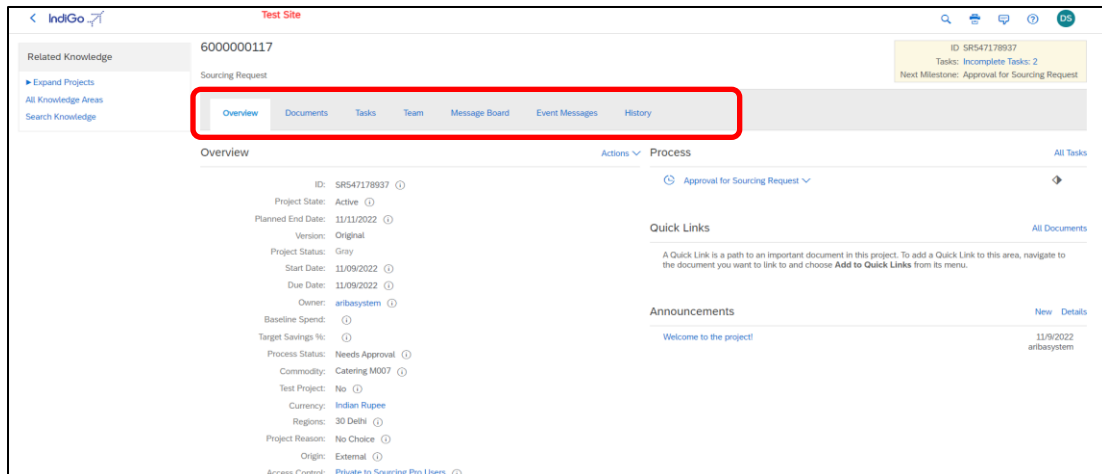 IndiGo
Test Site
DS
Related Knowledge
Expand Projects
All Knowledge Areas
Search Knowledge
6000000117
Sourcing Request
ID SR547178937
Tasks: Incomplete Tasks: 2
Next Milestone: Approval for Sourcing Request
Overview Documents Tasks Team Message Board Event Messages History
Overview Actions
ID: SR547178937
Project State: Active
Planned End Date: 11/11/2022
Version: Original
Project Status: Gray
Start Date: 11/09/2022
Due Date: 11/09/2022
Owner: aribasystem
Baseline Spend:
Target Savings %:
Process Status: Needs Approval
Commodity: Catering M007
Test Project: No
Currency: Indian Rupee
Regions: 30 Delhi
Project Reason: No Choice
Origin: External
Access Control: Private to Sourcing Pro Users
Process All Tasks
Approval for Sourcing Request
Quick Links All Documents
A Quick Link is a path to an important document in this project. To add a Quick Link to this area, navigate to
the document you want to link to and choose Add to Quick Links from its menu.
Announcements New Details
Welcome to the project! 11/9/2022
aribasystem